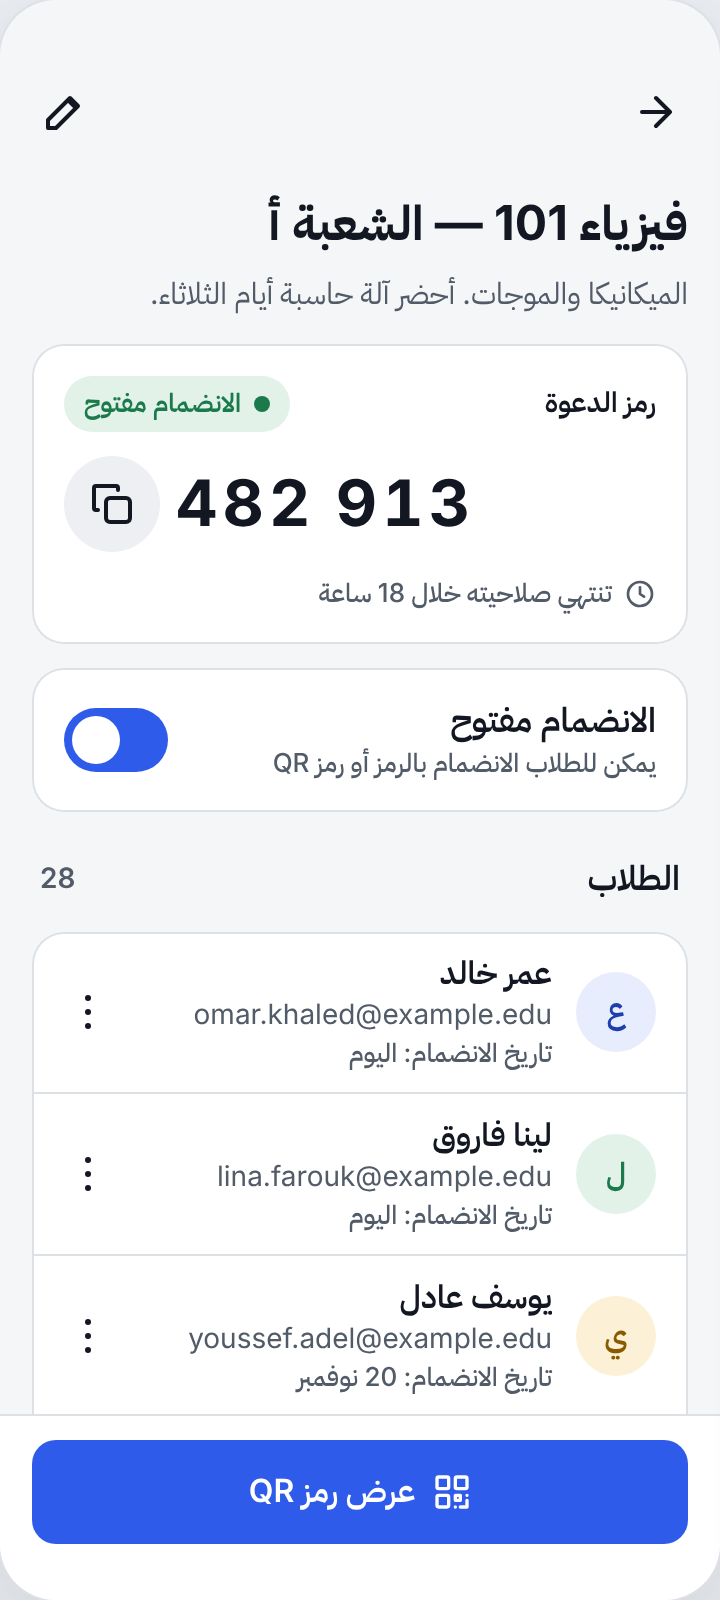 فيزياء 101 — الشعبة أ
الميكانيكا والموجات. أحضر آلة حاسبة أيام الثلاثاء.
رمز الدعوة
الانضمام مفتوح
482 913
تنتهي صلاحيته خلال 18 ساعة
الانضمام مفتوح
يمكن للطلاب الانضمام بالرمز أو رمز QR
الطلاب
28
ع
عمر خالد
omar.khaled@example.edu
تاريخ الانضمام: اليوم
ل
لينا فاروق
lina.farouk@example.edu
تاريخ الانضمام: اليوم
ي
يوسف عادل
youssef.adel@example.edu
تاريخ الانضمام: 20 نوفمبر
عرض رمز QR